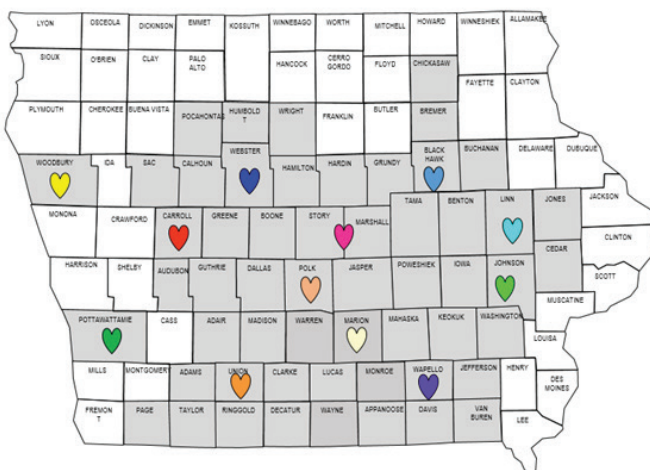 LYON
OSCEOLA
DICKINSON
EMMET
KOSSUTH
WINNEBAGO
WORTH
MITCHELL
HOWARD
WINNESHIEK
ALLAMAKEE
SIOUX
O'BRIEN
CLAY
PALO
ALTO
HANCOCK
CERRO
GORDO
FLOYD
CHICKASAW
FAYETTE
CLAYTON
PLYMOUTH
CHEROKEE
BUENA VISTA
POCAHONTAS
HUMBOLD
T
WRIGHT
FRANKLIN
BUTLER
BREMER
WOODBURY
IDA
SAC
CALHOUN
WEBSTER
HAMILTON
HARDIN
GRUNDY
BLACK
HAWK
BUCHANAN
DELAWARE
DUBUQUE
MONDNA
CRAWFORD
CARROLL
GREENE
BOONE
STORY
MARSHALL
TAMA
BENTON
LINN
JONES
JACKSON
CLINTON
HARRISON
SHELBY
AUDUBON
GUTHRIE
DALLAS
POLK
JASPER
POWESHIEK
IOWA
JOHNSON
CEDAR
SCOTT
MUSCATINE
POTTAWATTAMIE
CASS
ADAIR
MADISON
WARREN
MARION
MAHASKA
KEOKUK
WASHINGTON
LOUISA
MILLS
MONTGOMERY
ADAMS
UNION
CLARKE
LUCAS
MONROE
WAPELLO
JEFFERSON
HENRY
DES
MOINES
FREMON
T
PAGE
TAYLOR
RINGGOLD
DECATUR
WAYNE
APPANOOSE
DAVIS
VAN
BUREN
LEE